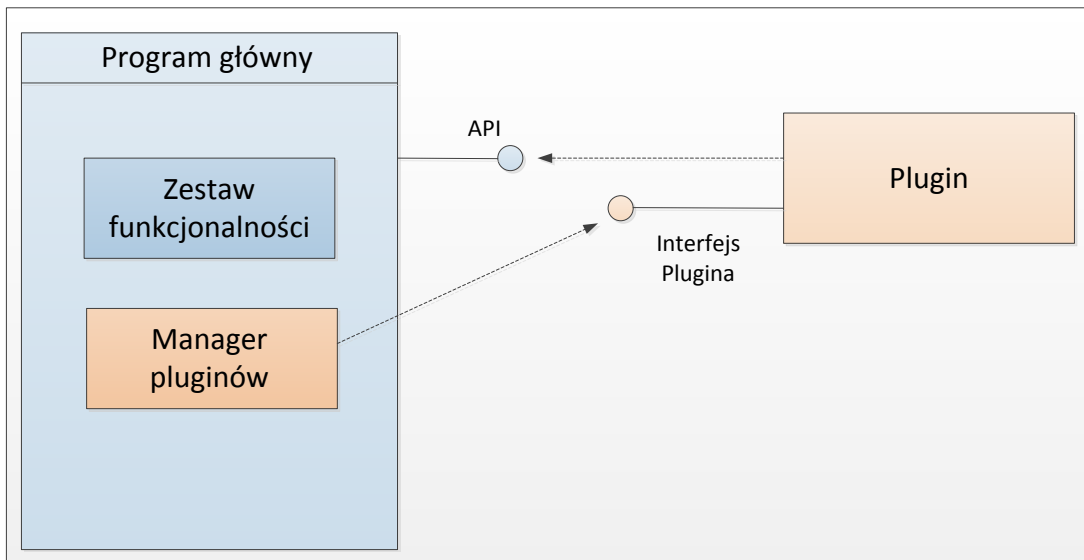 Program główny
API
Zestaw
funkcjonalności
Plugin
Interfejs
Plugina
Manager
pluginów